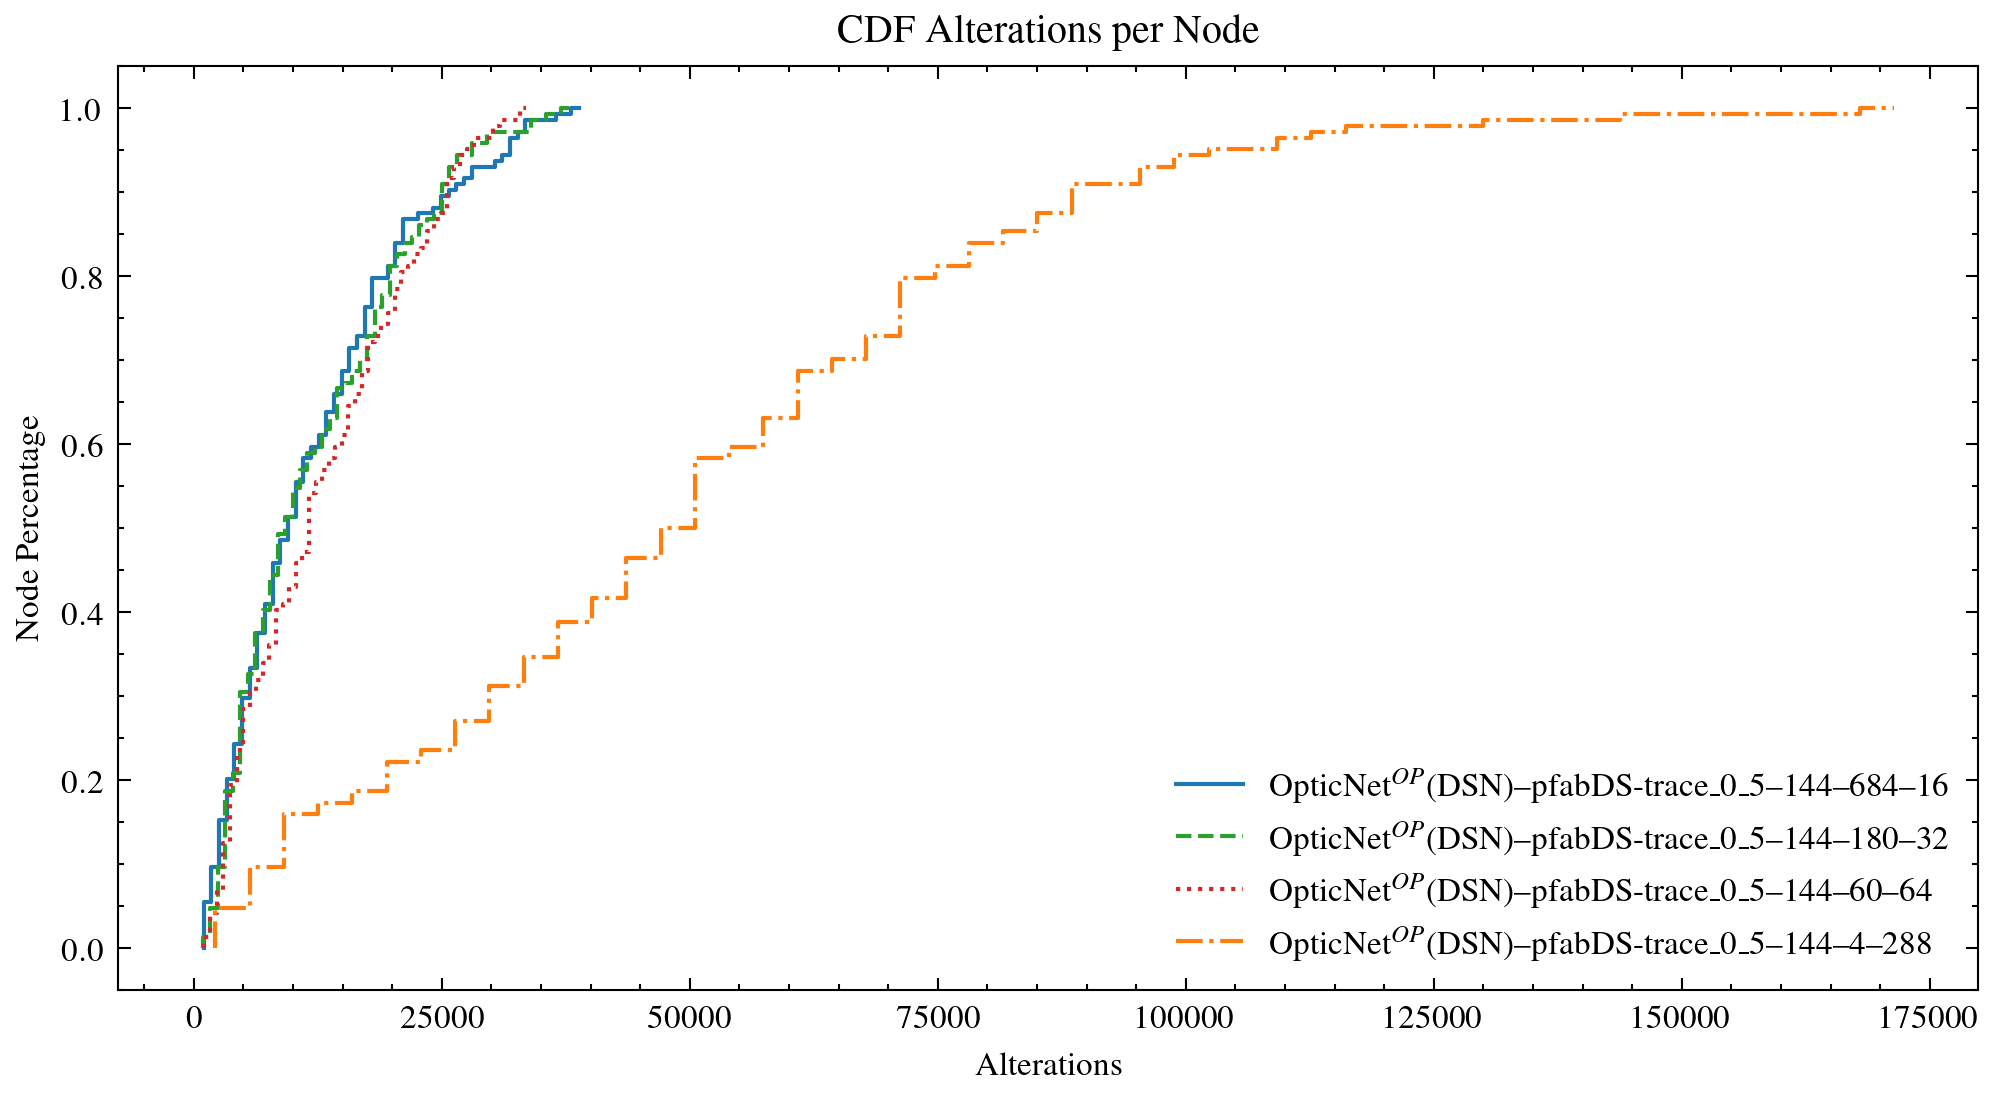 CDF Alterations per Node
1.0
0.8
0.6
0.4
0.2
0.0
Node Percentage
OpticNet^OP(DSN)–pfabDS-trace_0_5–144–684–16
OpticNet^OP(DSN)–pfabDS-trace_0_5–144–180–32
OpticNet^OP(DSN)–pfabDS-trace_0_5–144–60–64
OpticNet^OP(DSN)–pfabDS-trace_0_5–144–4–288
0 25000 50000 75000 100000 125000 150000 175000
Alterations